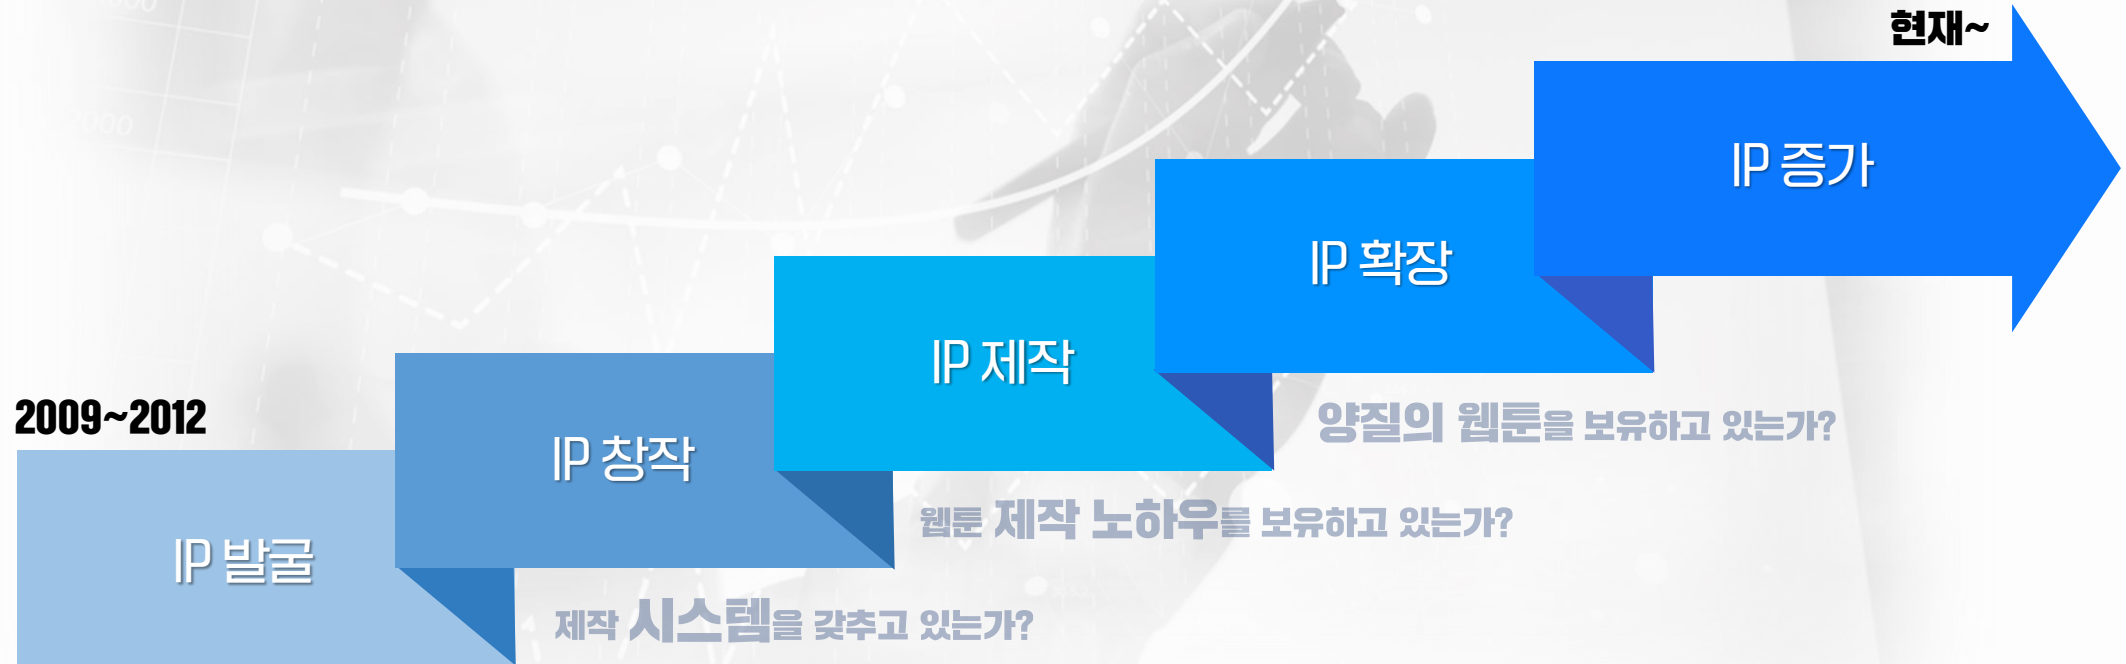 현재~
IP 증가
IP 확장
IP 제작
양질의 웹툰을 보유하고 있는가?
2009~2012
IP 창작
웹툰 제작 노하우를 보유하고 있는가?
IP 발굴
제작 시스템을 갖추고 있는가?